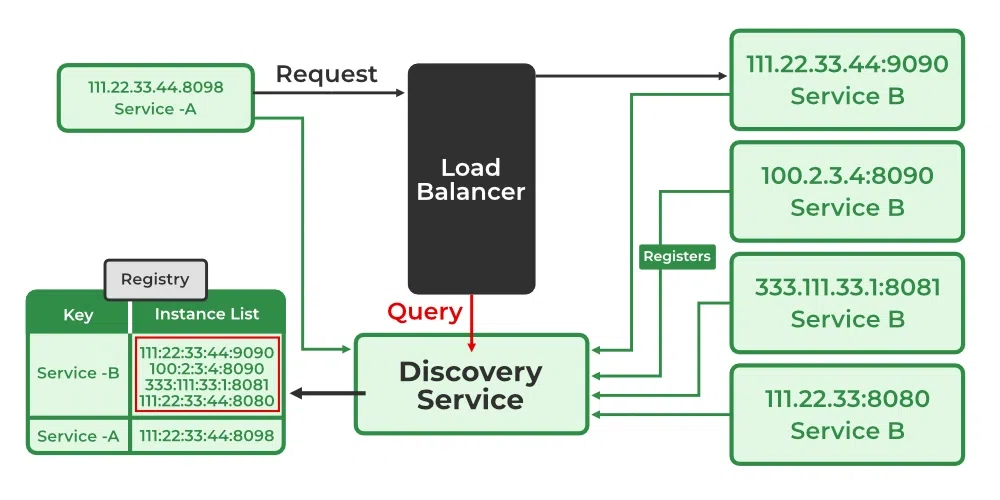 111.22.33.44.8098
Service -A
Request
Load
Balancer
111.22.33.44:9090
Service B
100.2.3.4:8090
Service B
Registers
333.111.33.1:8081
Service B
111.22.33:8080
Service B
Query
Discovery
Service
Registry
Key
Instance List
Service -B
111:22:33:44:9090
100:2:3:4:8090
333:111:33:1:8081
111:22:33:44:8080
Service -A
111:22:33:44:8098